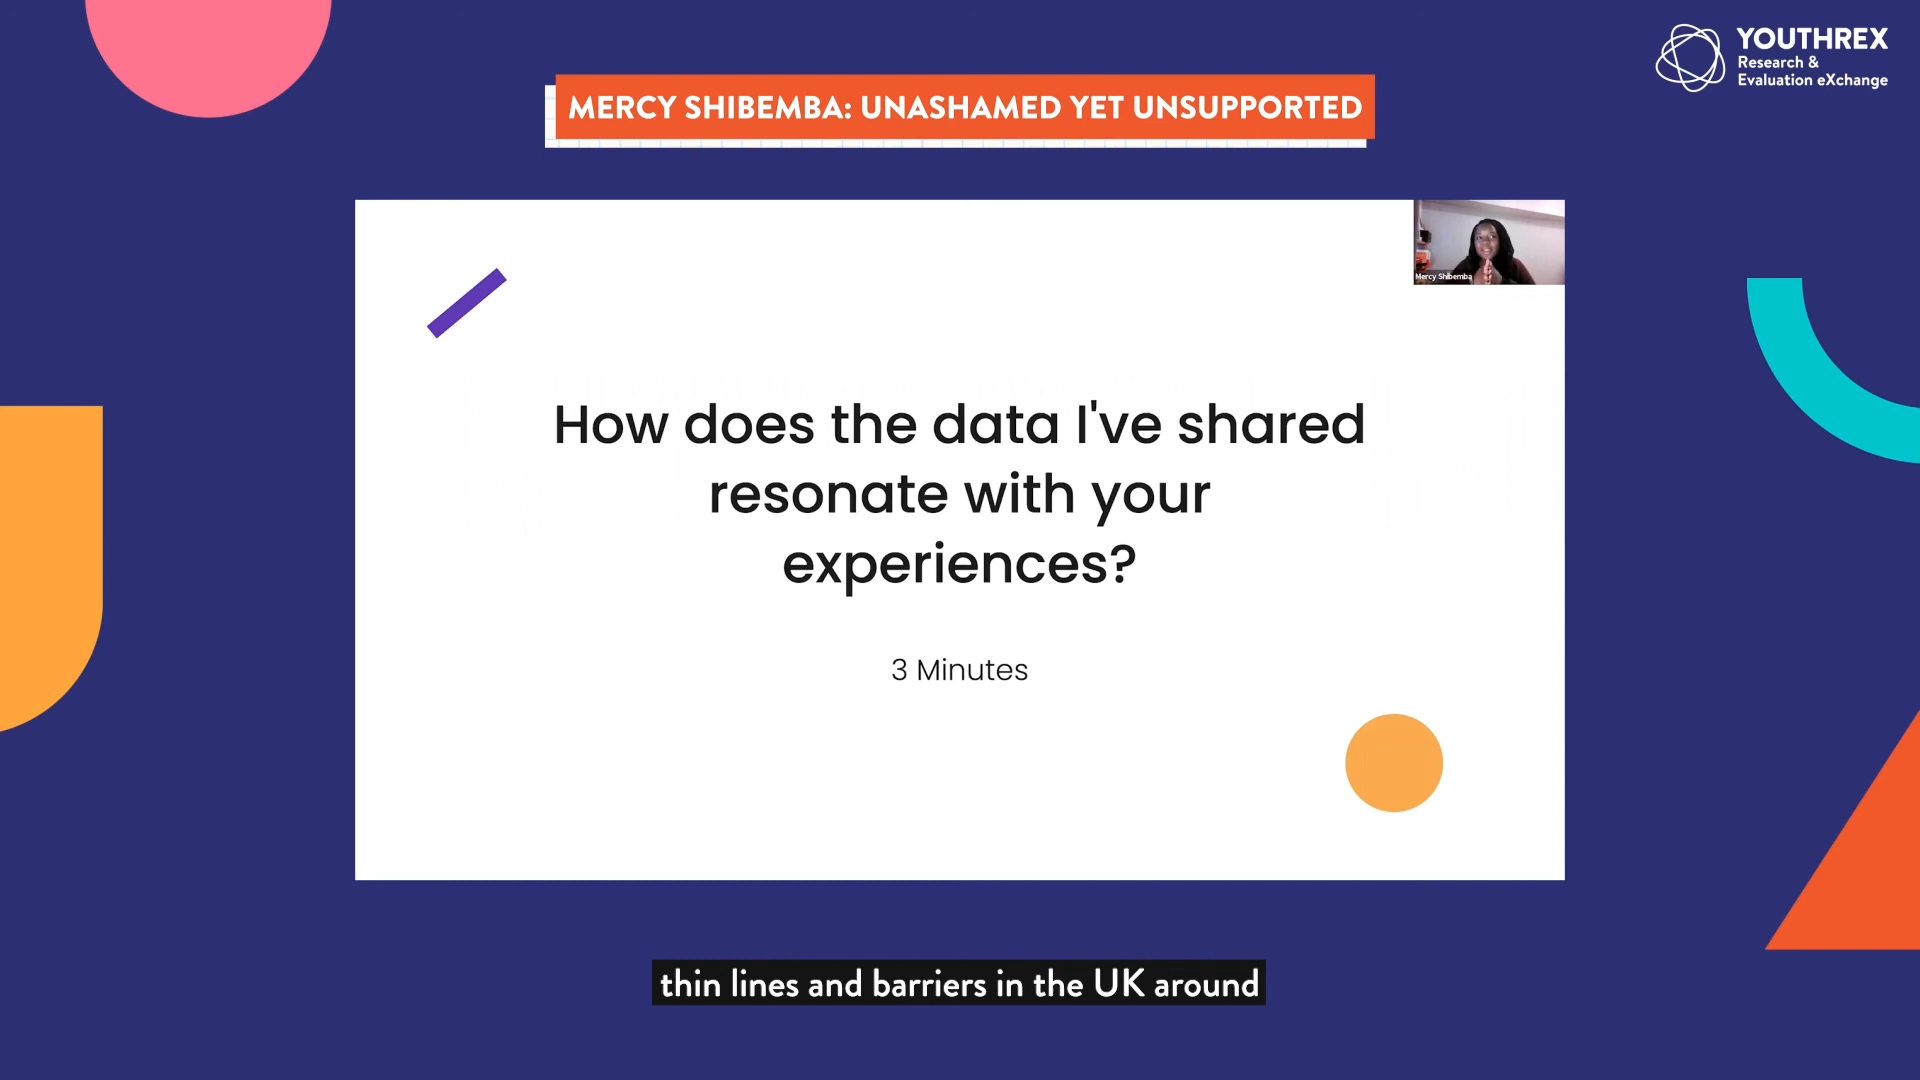 YOUTHREX
Research &
Evaluation eXchange
MERCY SHIBEMBA: UNASHAMED YET UNSUPPORTED
Mercy Shibemba
How does the data I've shared
resonate with your
experiences?
3 Minutes
thin lines and barriers in the UK around